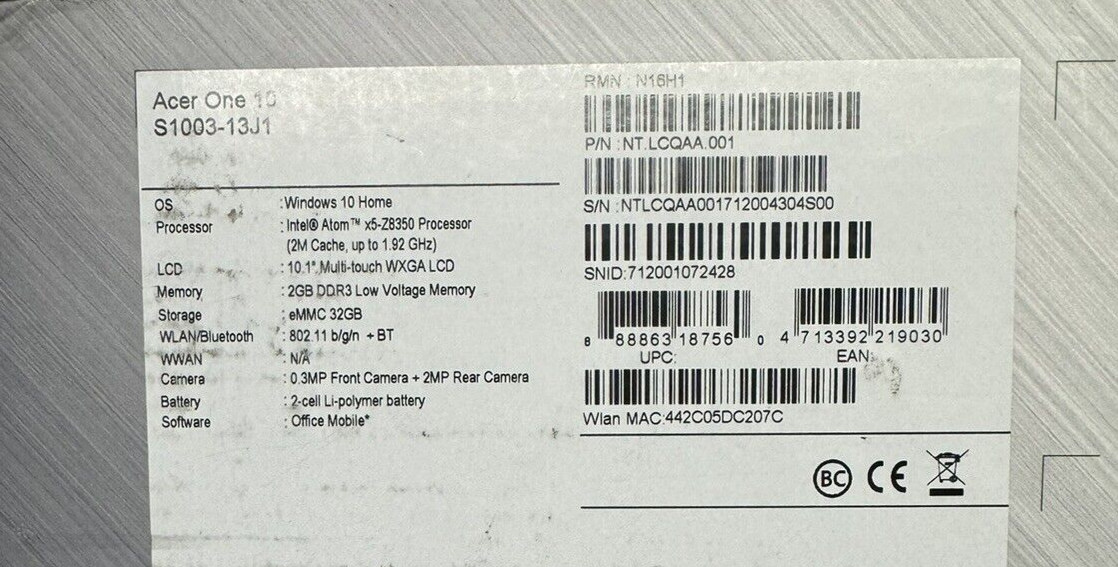 Acer One 10
S1003-13J1
OS :Windows 10 Home
Processor :Intel® Atom™ x5-Z8350 Processor
(2M Cache, up to 1.92 GHz)
LCD :10.1",Multi-touch WXGA LCD
Memory :2GB DDR3 Low Voltage Memory
Storage :eMMC 32GB
WLAN/Bluetooth :802.11 b/g/n +BT
WWAN :N/A
Camera :0.3MP Front Camera + 2MP Rear Camera
Battery :2-cell Li-polymer battery
Software :Office Mobile*
RMN : N16H1
P/N :NT.LCQAA.001
S/N :NTLCQAA001712004304S00
SNID:712001072428
8 88863 18756 0
UPC:
4 713392 219030
EAN:
Wlan MAC:442C05DC207C
BC CE